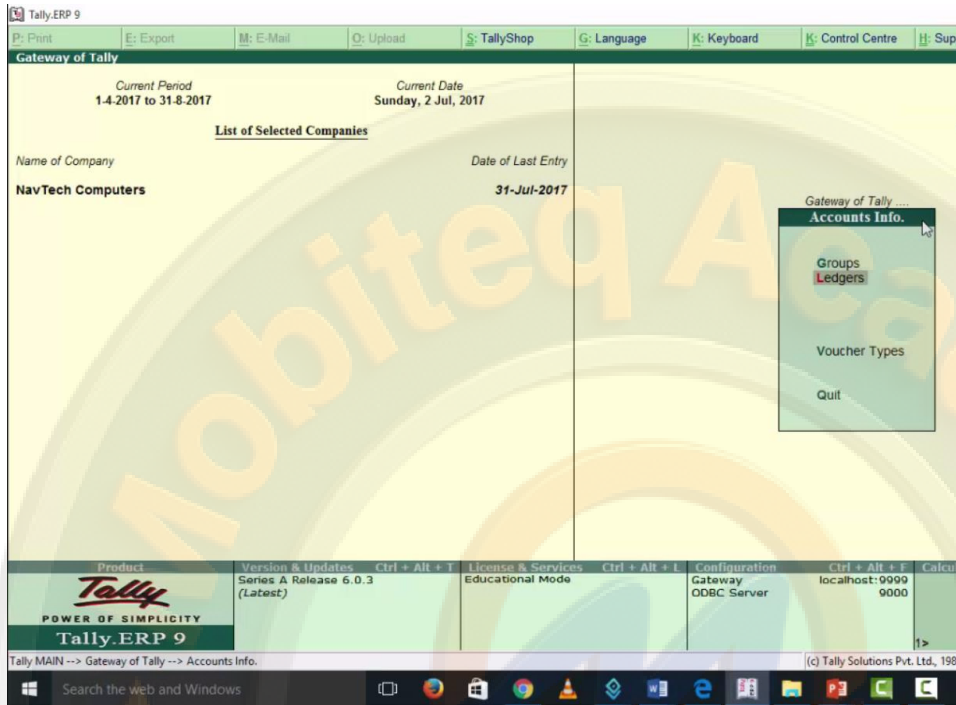 Tally.ERP 9
P: Print E: Export M: E-Mail O: Upload S: TallyShop G: Language K: Keyboard K: Control Centre H: Sup
Gateway of Tally
Current Period Current Date
1-4-2017 to 31-8-2017 Sunday, 2 Jul, 2017
List of Selected Companies
Name of Company Date of Last Entry
NavTech Computers 31-Jul-2017
Gateway of Tally ....
Accounts Info.
Groups
Ledgers
Voucher Types
Quit
Mobiteq Aca
Product Version & Updates Ctrl + Alt + T License & Services Ctrl + Alt + L Configuration Ctrl + Alt + F Calcu
Tally
POWER OF SIMPLICITY
Tally.ERP 9
Series A Release 6.0.3
(Latest)
Educational Mode
Gateway localhost:9999
ODBC Server 9000
1>
Tally MAIN --> Gateway of Tally --> Accounts Info. (c) Tally Solutions Pvt. Ltd., 198
Search the web and Windows